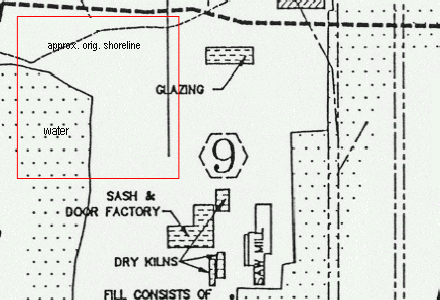 approx. orig. shoreline
GLAZING
water
9
SASH &
DOOR FACTORY
DRY KILNS
SAW MILL
FILL CONSISTS OF